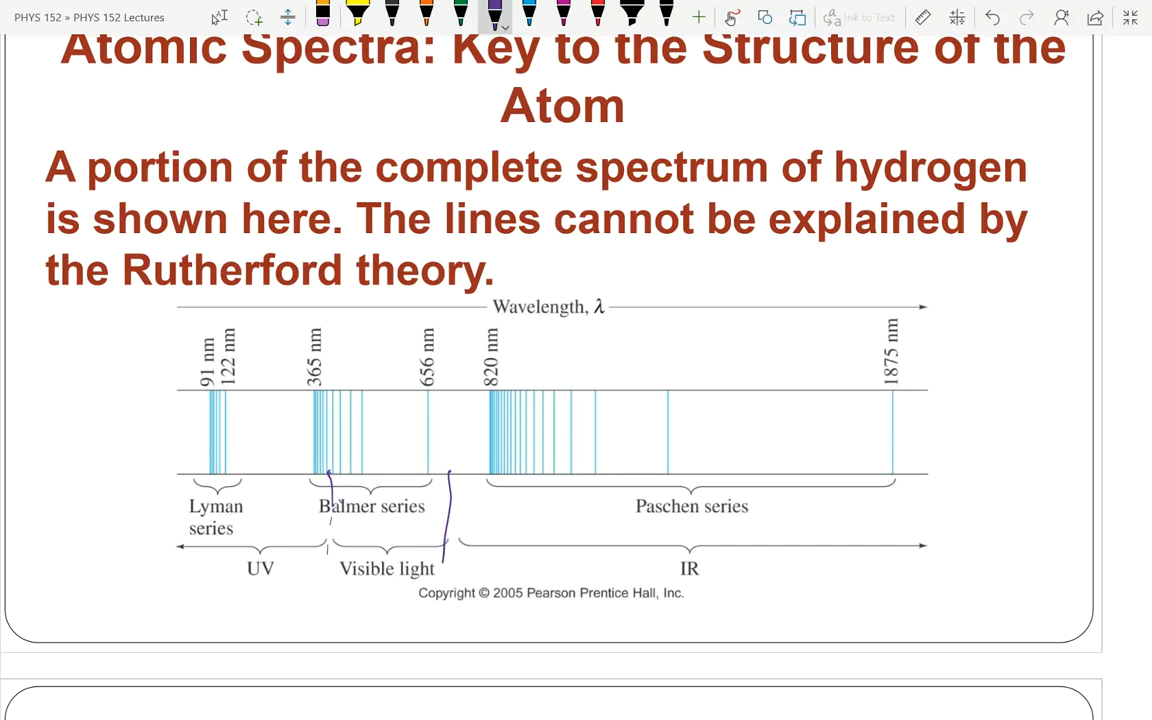 PHYS 152 » PHYS 152 Lectures
Ink to Text
Atomic Spectra: Key to the Structure of the
Atom
A portion of the complete spectrum of hydrogen
is shown here. The lines cannot be explained by
the Rutherford theory.
Wavelength, λ
91 nm
122 nm
365 nm
656 nm
820 nm
1875 nm
Lyman
series
Balmer series
Paschen series
UV
Visible light
IR
Copyright © 2005 Pearson Prentice Hall, Inc.